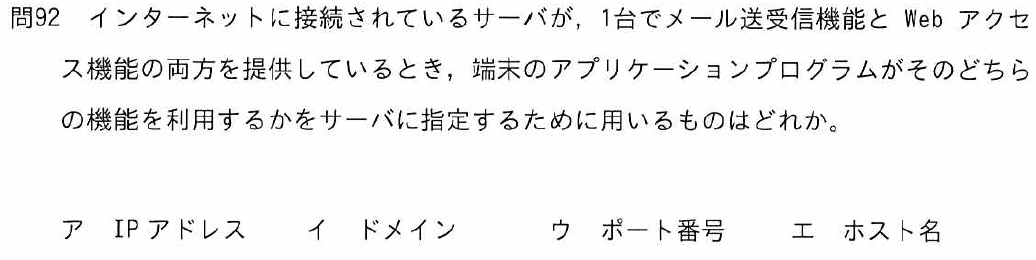 問92 インターネットに接続されているサーバが，1台でメール送受信機能と Web アクセ
ス機能の両方を提供しているとき，端末のアプリケーションプログラムがそのどちら
の機能を利用するかをサーバに指定するために用いるものはどれか。
ア IPアドレス イ ドメイン ウ ポート番号 エ ホスト名